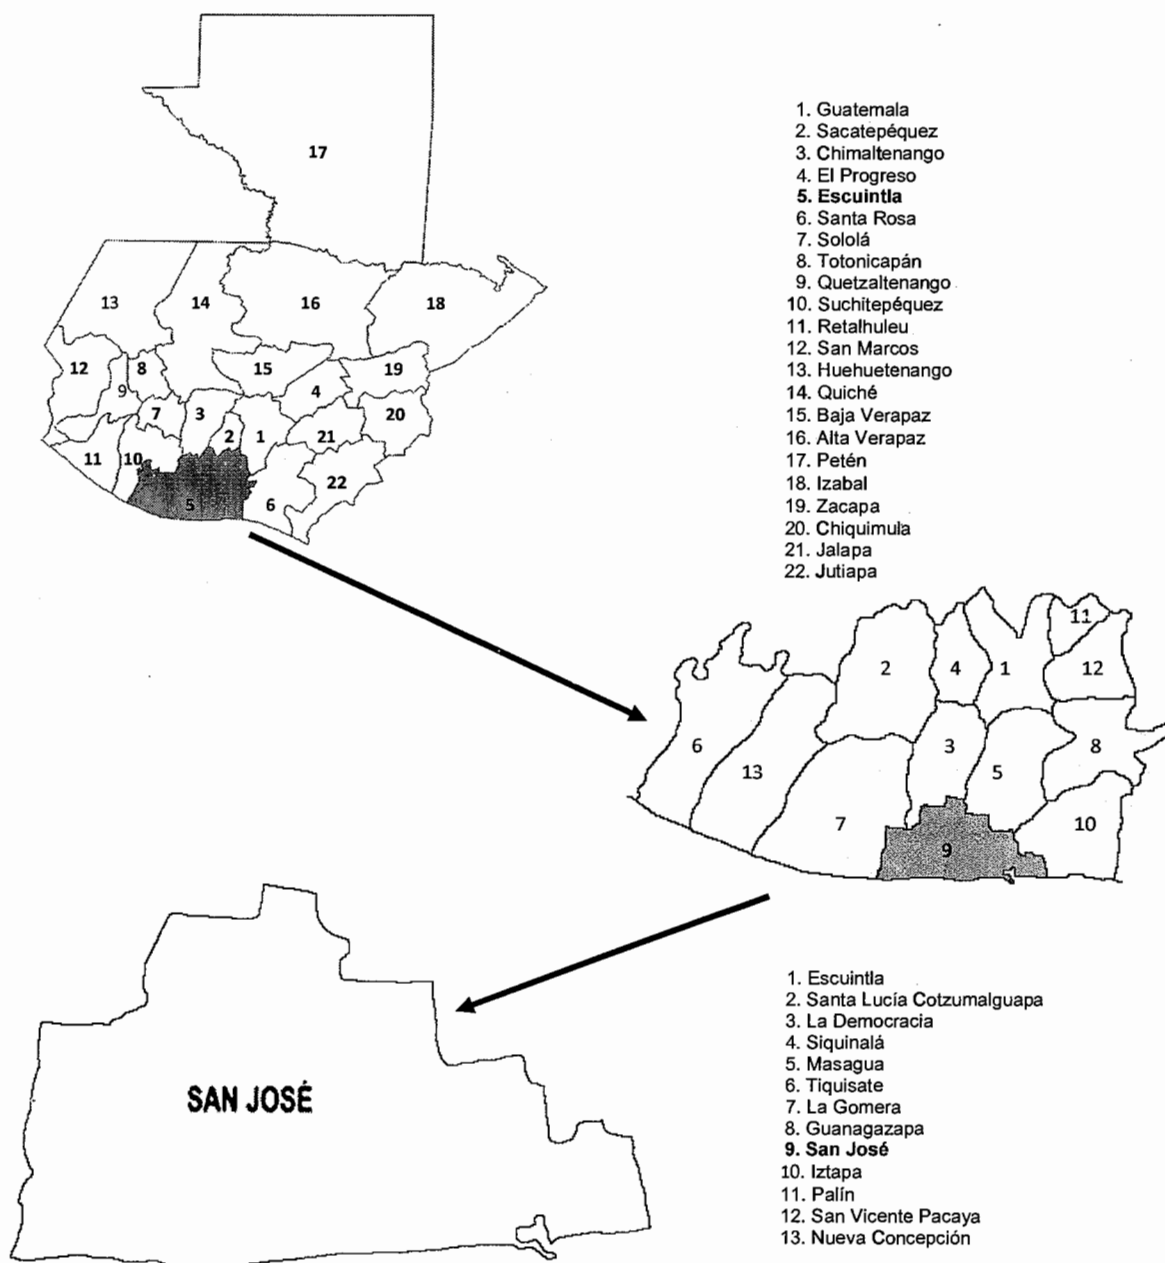 17
13
14
16
18
12
9
8
15
4
19
7
3
2
1
21
20
11
10
5
6
22
1. Guatemala
2. Sacatepéquez
3. Chimaltenango
4. El Progreso
5. Escuintla
6. Santa Rosa
7. Sololá
8. Totonicapán
9. Quetzaltenango
10. Suchitepéquez
11. Retalhuleu
12. San Marcos
13. Huehuetenango
14. Quiché
15. Baja Verapaz
16. Alta Verapaz
17. Petén
18. Izabal
19. Zacapa
20. Chiquimula
21. Jalapa
22. Jutiapa
11
2
4
1
12
6
13
3
5
8
7
9
10
SAN JOSÉ
1. Escuintla
2. Santa Lucía Cotzumalguapa
3. La Democracia
4. Siquinalá
5. Masagua
6. Tiquisate
7. La Gomera
8. Guanagazapa
9. San José
10. Iztapa
11. Palín
12. San Vicente Pacaya
13. Nueva Concepción